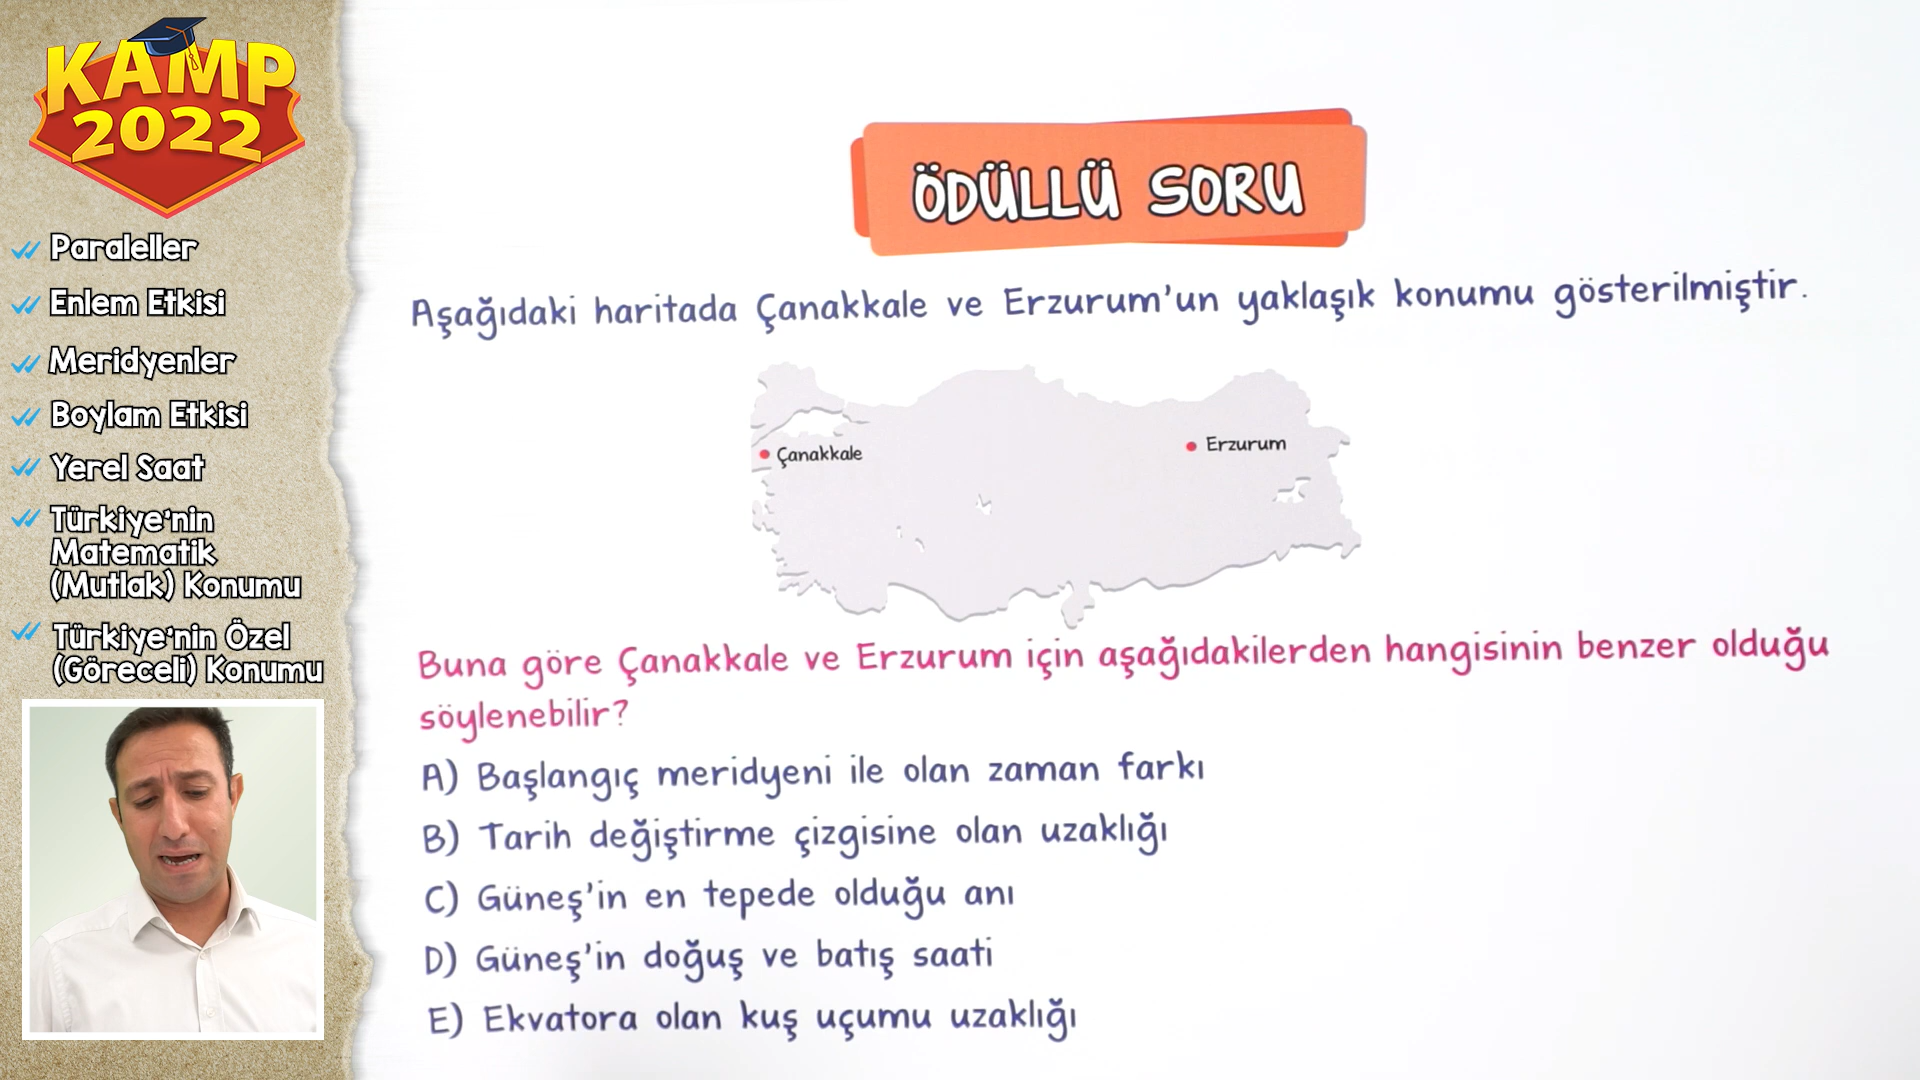 KAMP
2022
Paraleller
Enlem Etkisi
Meridyenler
Boylam Etkisi
Yerel Saat
Türkiye'nin
Matematik
(Mutlak) Konumu
Türkiye'nin Özel
(Göreceli) Konumu
ÖDÜLLÜ SORU
Aşağıdaki haritada Çanakkale ve Erzurum'un yaklaşık konumu gösterilmiştir.
Çanakkale
Erzurum
Buna göre Çanakkale ve Erzurum için aşağıdakilerden hangisinin benzer olduğu
söylenebilir?
A) Başlangıç meridyeni ile olan zaman farkı
B) Tarih değiştirme çizgisine olan uzaklığı
C) Güneş'in en tepede olduğu anı
D) Güneş'in doğuş ve batış saati
E) Ekvatora olan kuş uçumu uzaklığı